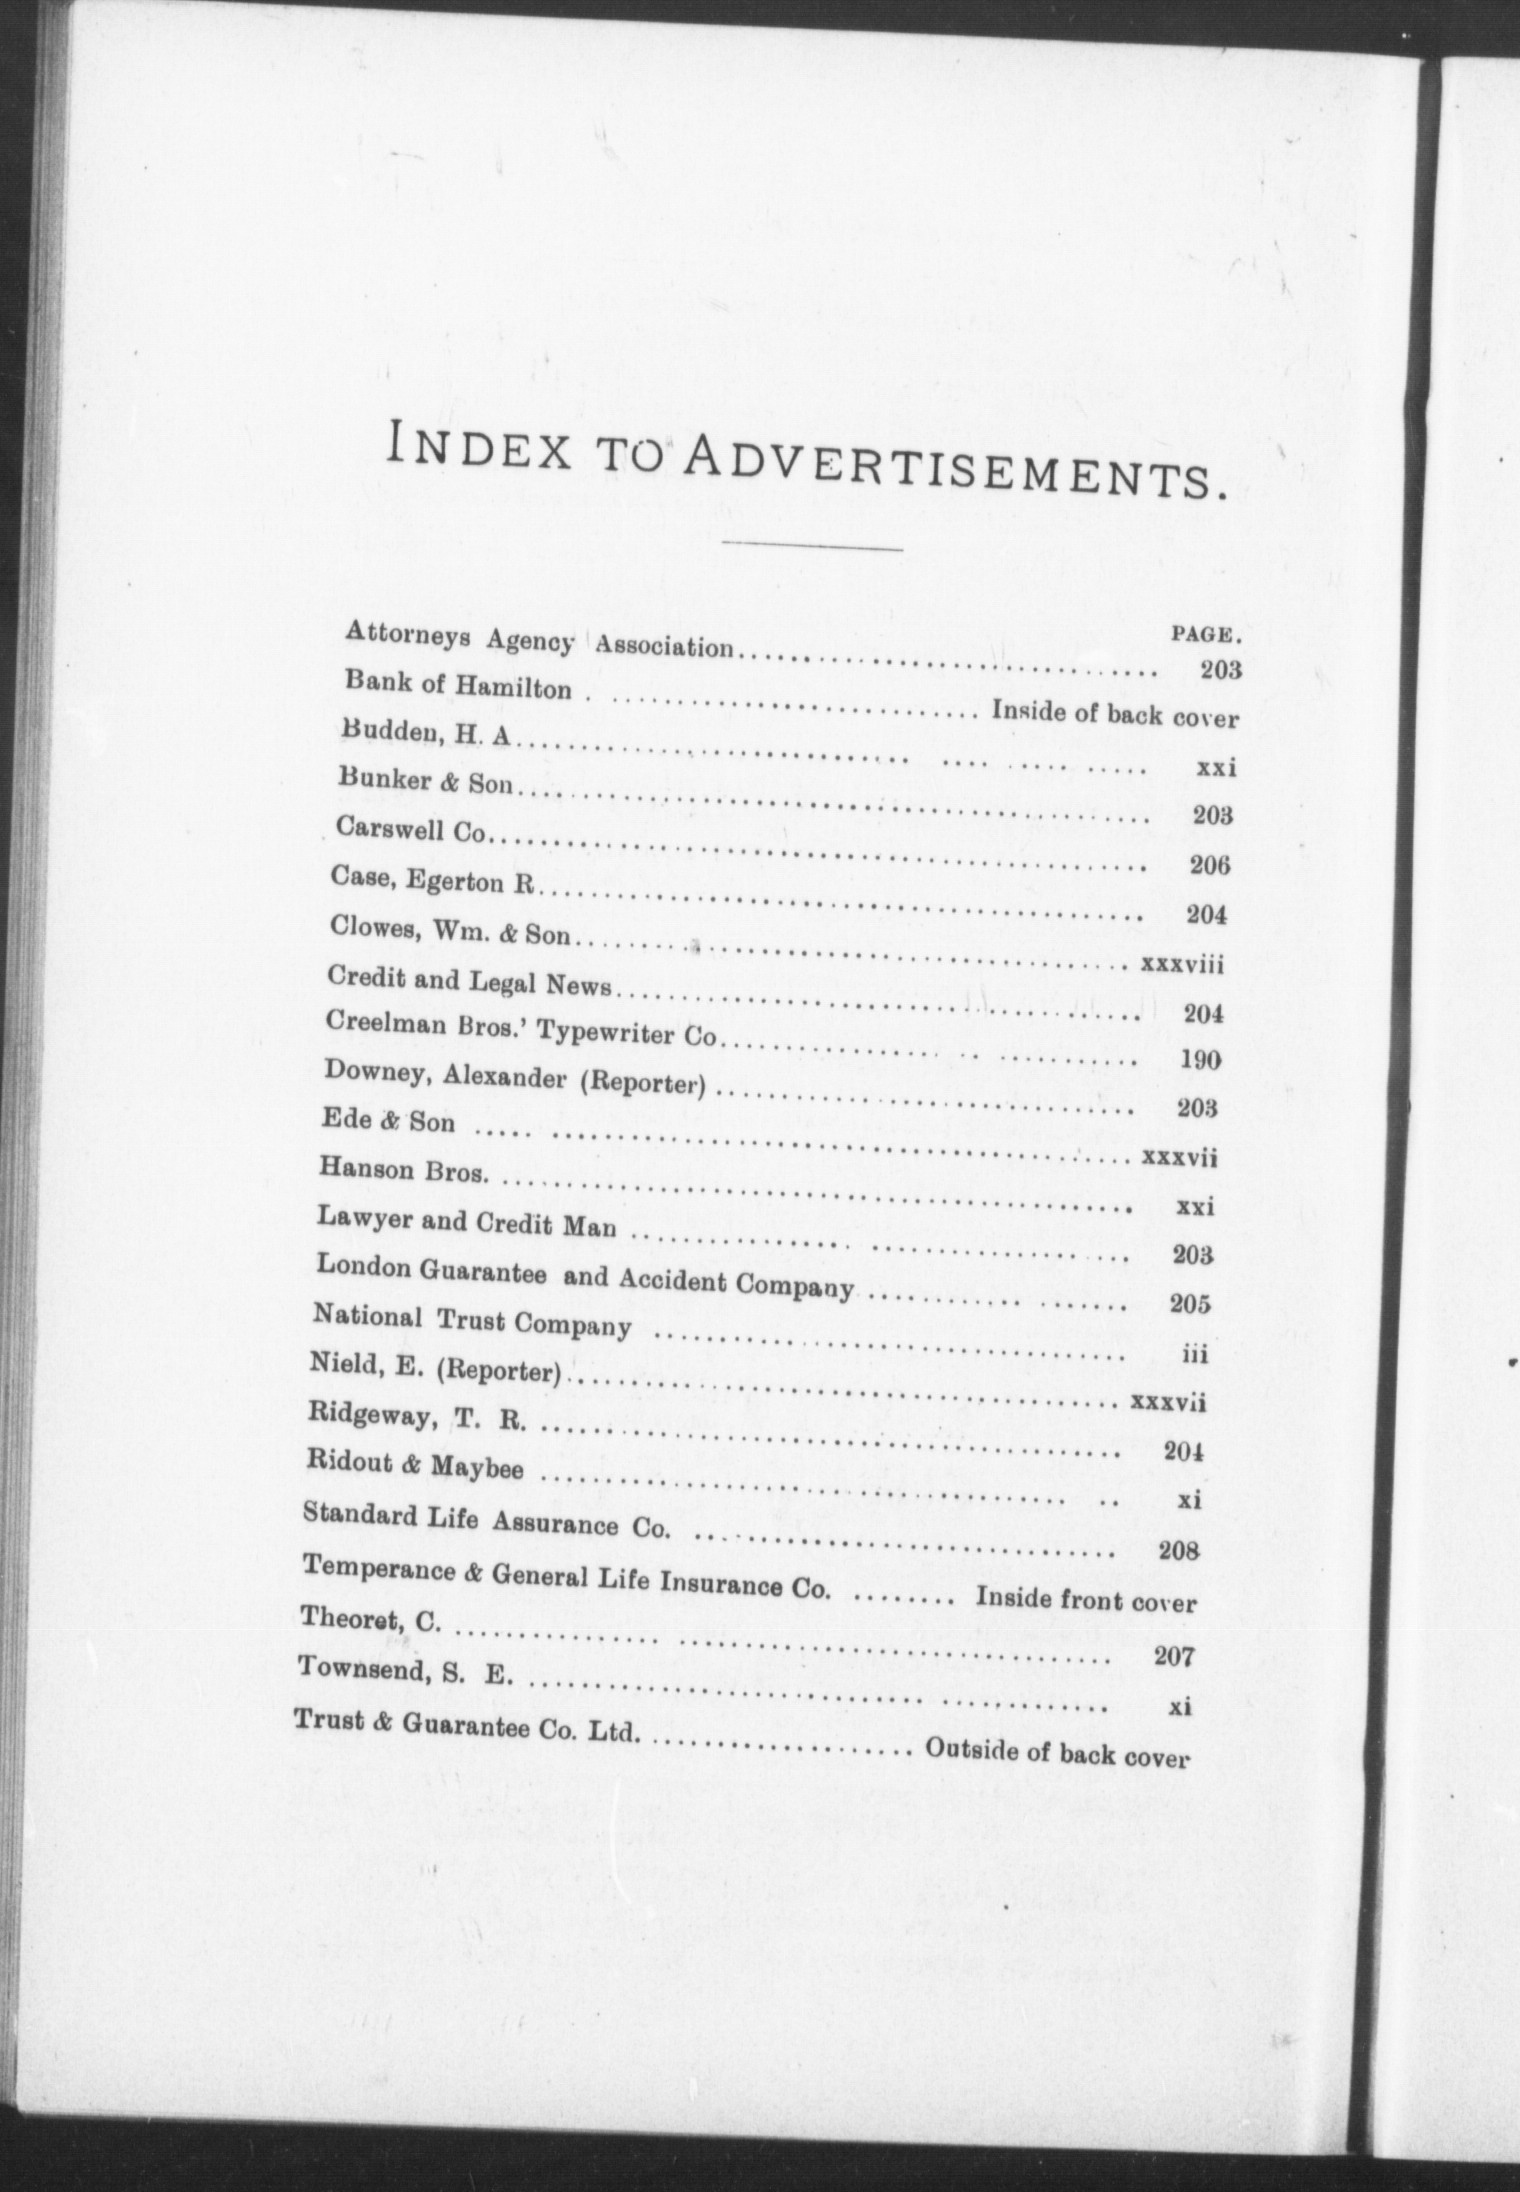 INDEX TO ADVERTISEMENTS.
PAGE.
Attorneys Agency Association........................................ 203
Bank of Hamilton . ............................. Inside of back cover
Budden, H. A.................................... .... ..... ..... xxi
Bunker & Son.................................................. 203
Carswell Co.................................................... 206
Case, Egerton R................................................ 204
Clowes, Wm. & Son............................................ xxxviii
Credit and Legal News.......................................... 204
Creelman Bros.' Typewriter Co................... .. ............ 190
Downey, Alexander (Reporter) ................................. 203
Ede & Son ..... ............................................. xxxvii
Hanson Bros. .................................................. xxi
Lawyer and Credit Man ................. .................... 203
London Guarantee and Accident Company ............ ....... 205
National Trust Company ...................................... iii
Nield, E. (Reporter)........................................... xxxvii
Ridgeway, T. R. .............................................. 204
Ridout & Maybee ........................................ .. xi
Standard Life Assurance Co. .................................. 208
Temperance & General Life Insurance Co. ........ Inside front cover
Theoret, C. ................ .................................. 207
Townsend, S. E. ............................... ............. xi
Trust & Guarantee Co. Ltd. .................... Outside of back cover